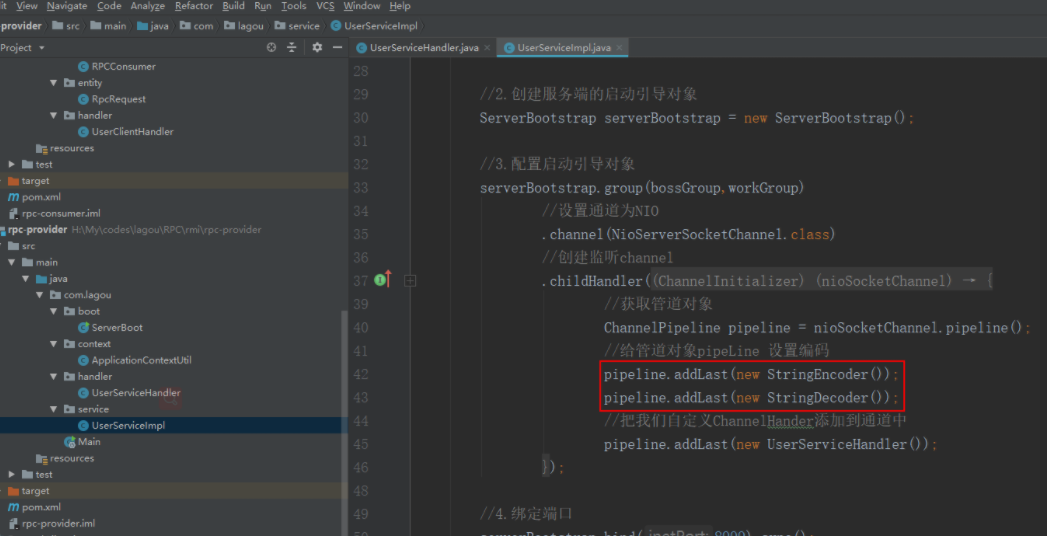 it View Navigate Code Analyze Refactor Build Run Tools VCS Window Help
provider src main java com lagou service UserServiceImpl
Project
UserServiceHandler.java UserServiceImpl.java
RPCConsumer
entity
RpcRequest
handler
UserClientHandler
resources
test
target
pom.xml
rpc-consumer.iml
rpc-provider H:\My\codes\lagou\RPC\rmi\rpc-provider
src
main
java
com.lagou
boot
ServerBoot
context
ApplicationContextUtil
handler
UserServiceHandler
service
UserServiceImpl
Main
resources
test
target
pom.xml
rpc-provider.iml
28
29 //2.创建服务端的启动引导对象
30 ServerBootstrap serverBootstrap = new ServerBootstrap();
31
32 //3.配置启动引导对象
33 serverBootstrap.group(bossGroup,workGroup)
34 //设置通道为NIO
35 .channel(NioServerSocketChannel.class)
36 //创建监听channel
37 .childHandler((ChannelInitializer) (nioSocketChannel) → {
39 //获取管道对象
40 ChannelPipeline pipeline = nioSocketChannel.pipeline();
41 //给管道对象pipeLine 设置编码
42 pipeline.addLast(new StringEncoder());
43 pipeline.addLast(new StringDecoder());
44 //把我们自定义ChannelHander添加到通道中
45 pipeline.addLast(new UserServiceHandler());
46 });
48
49 //4.绑定端口